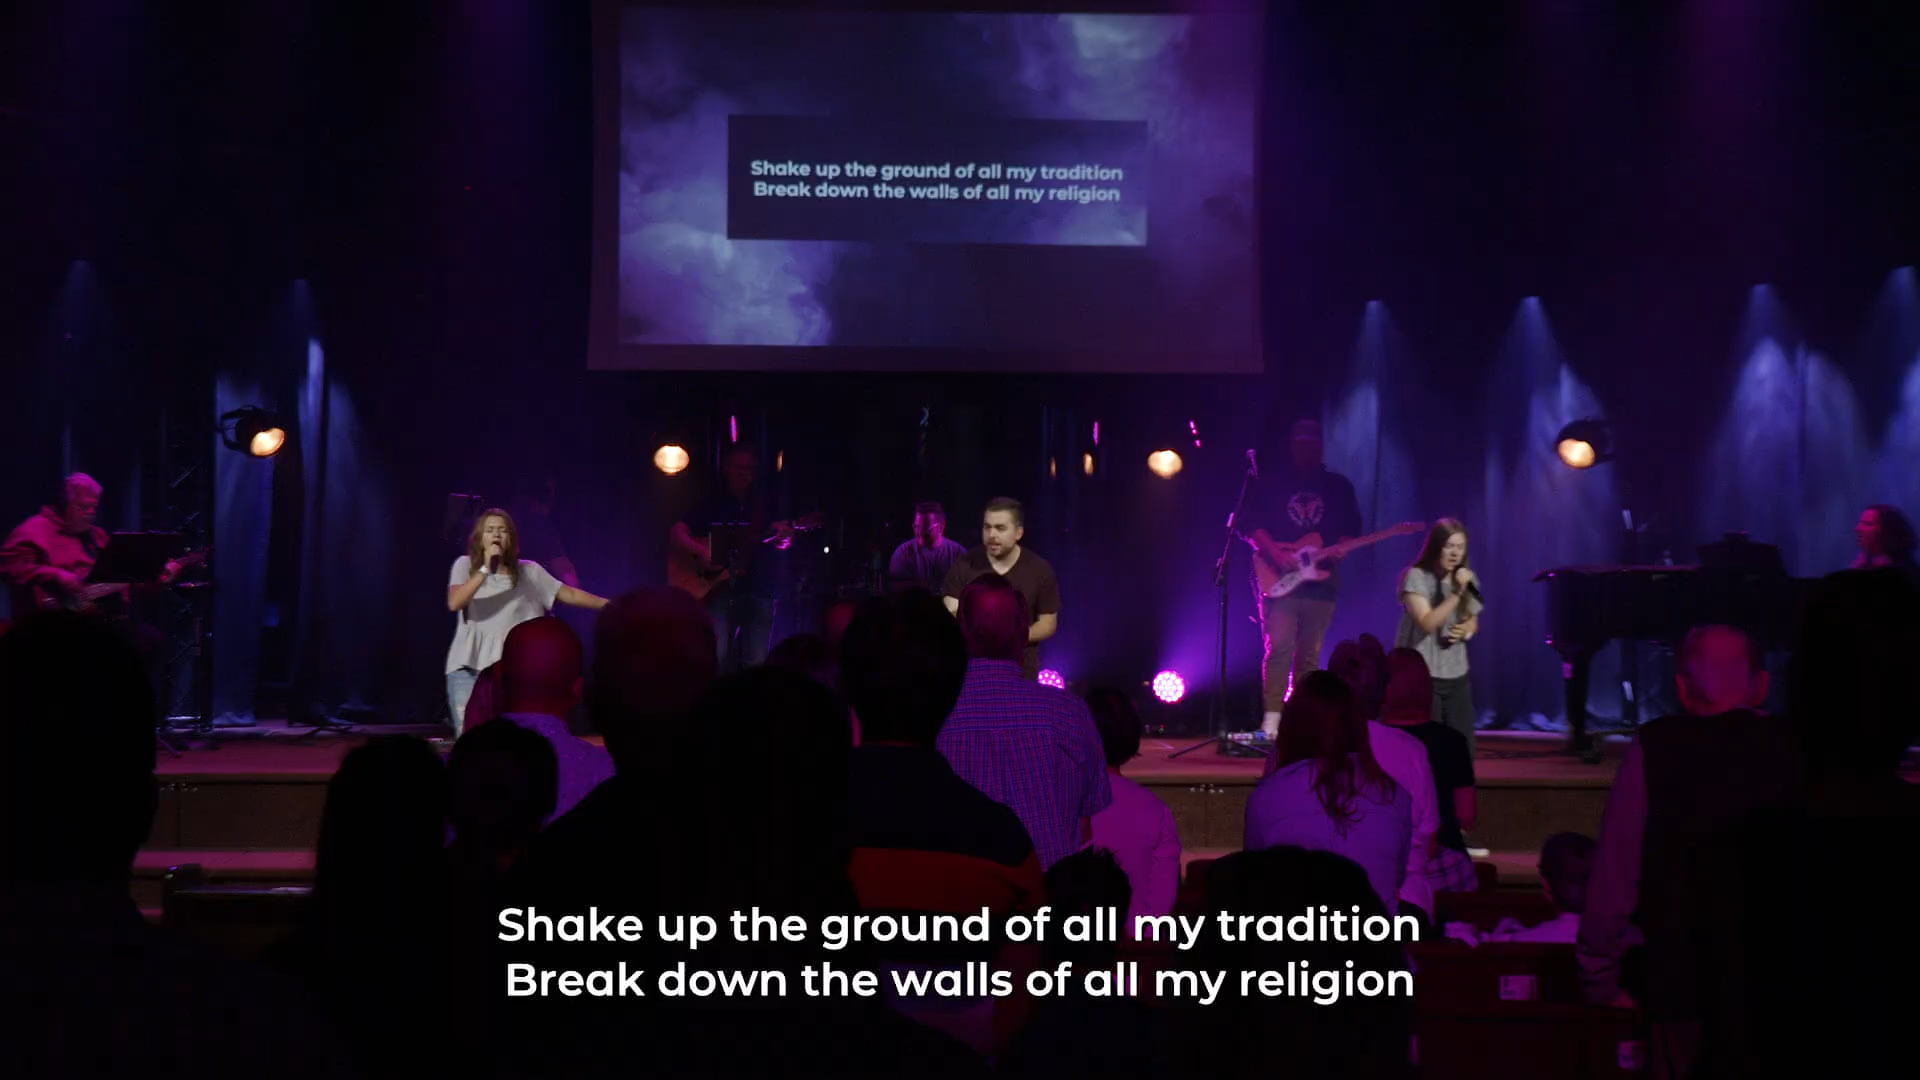 Shake up the ground of all my tradition
Break down the walls of all my religion
Shake up the ground of all my tradition
Break down the walls of all my religion